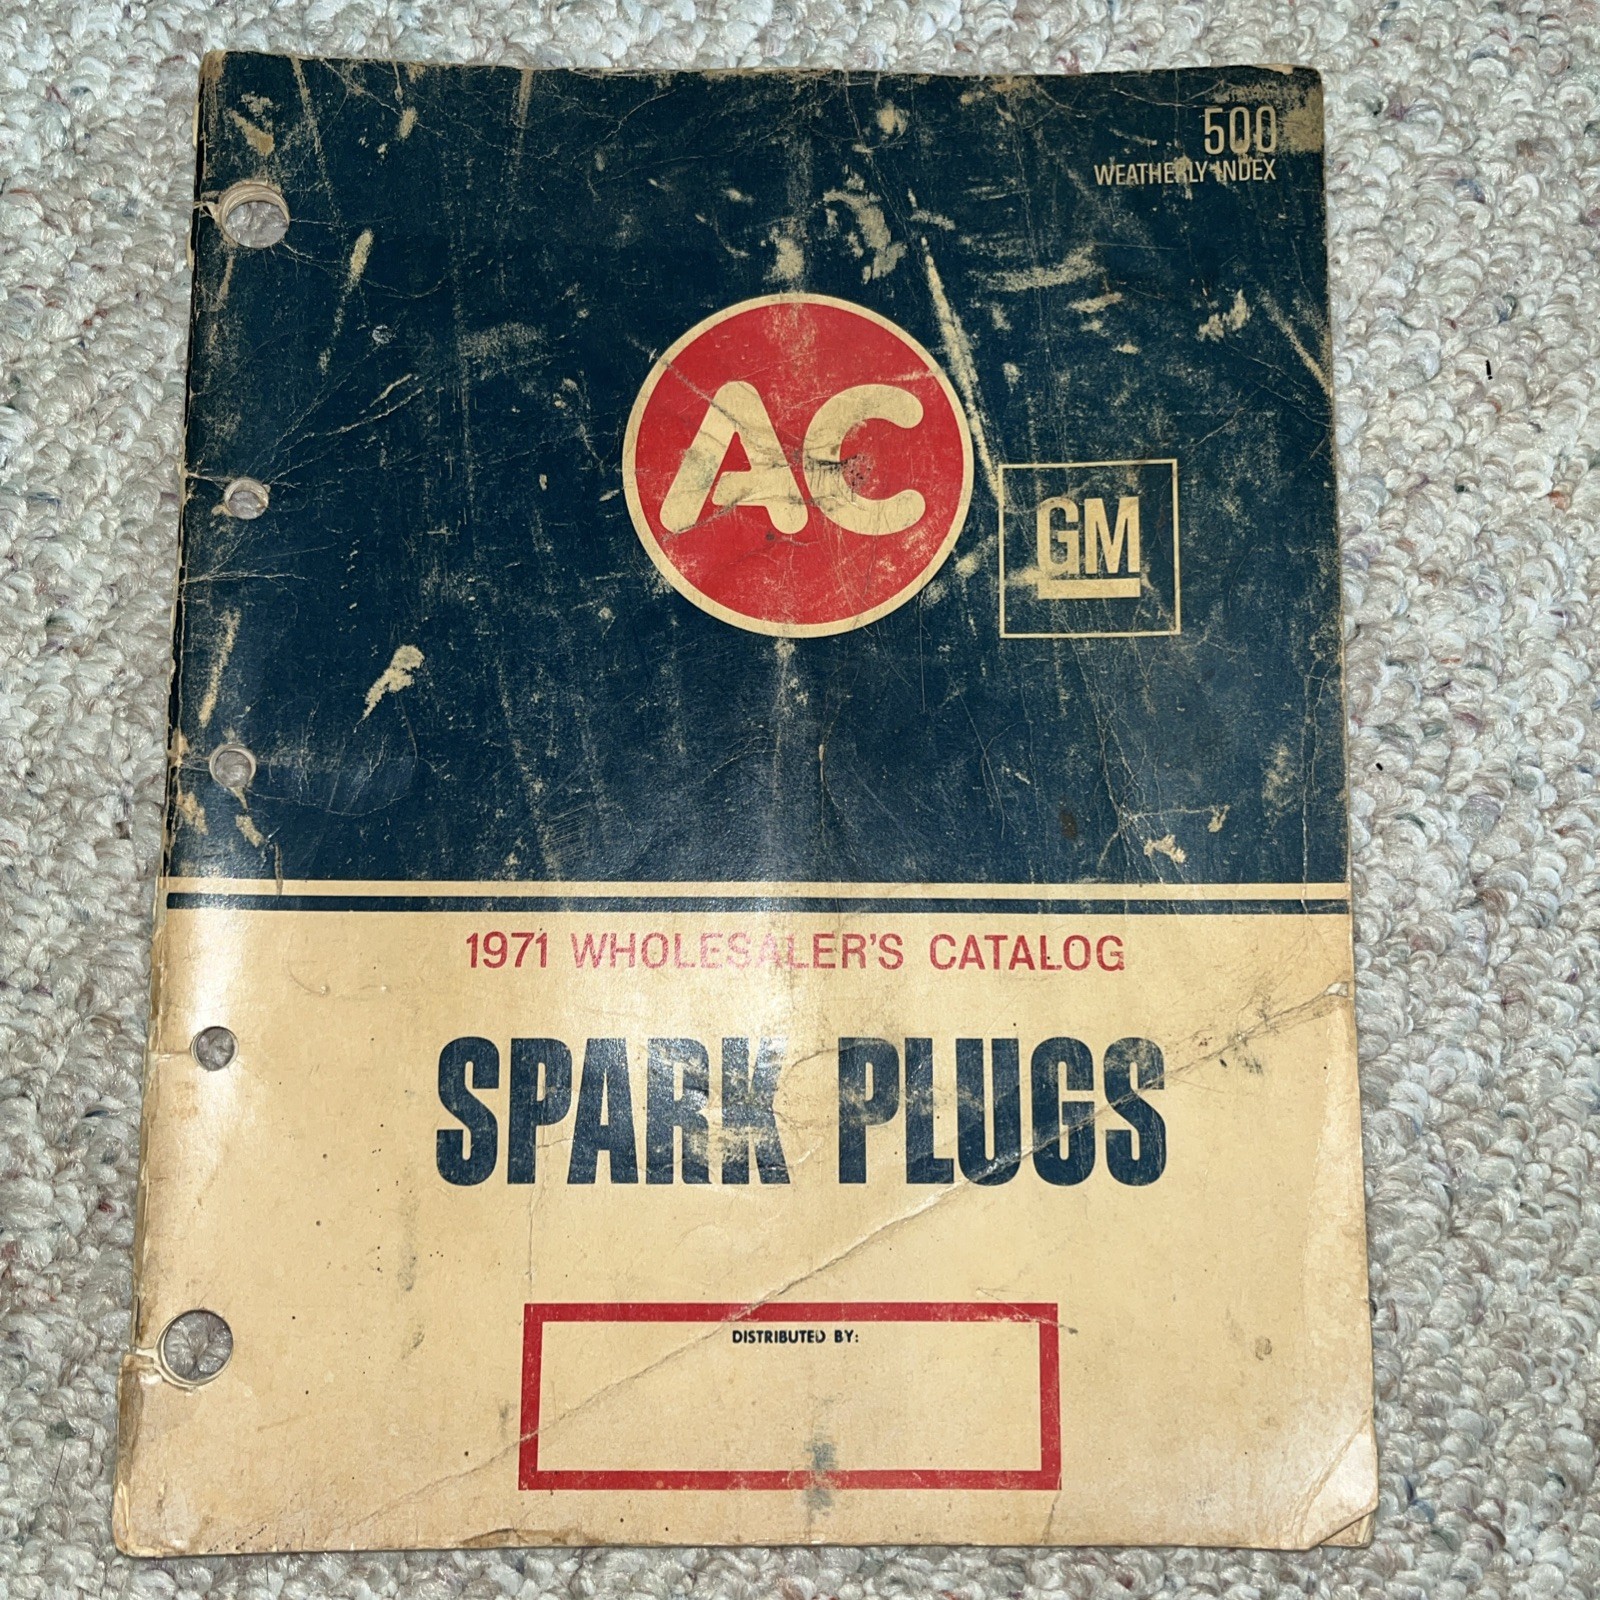 500
WEATHERLY INDEX
AC
GM
1971 WHOLESALER'S CATALOG
SPARK PLUGS
DISTRIBUTED BY: